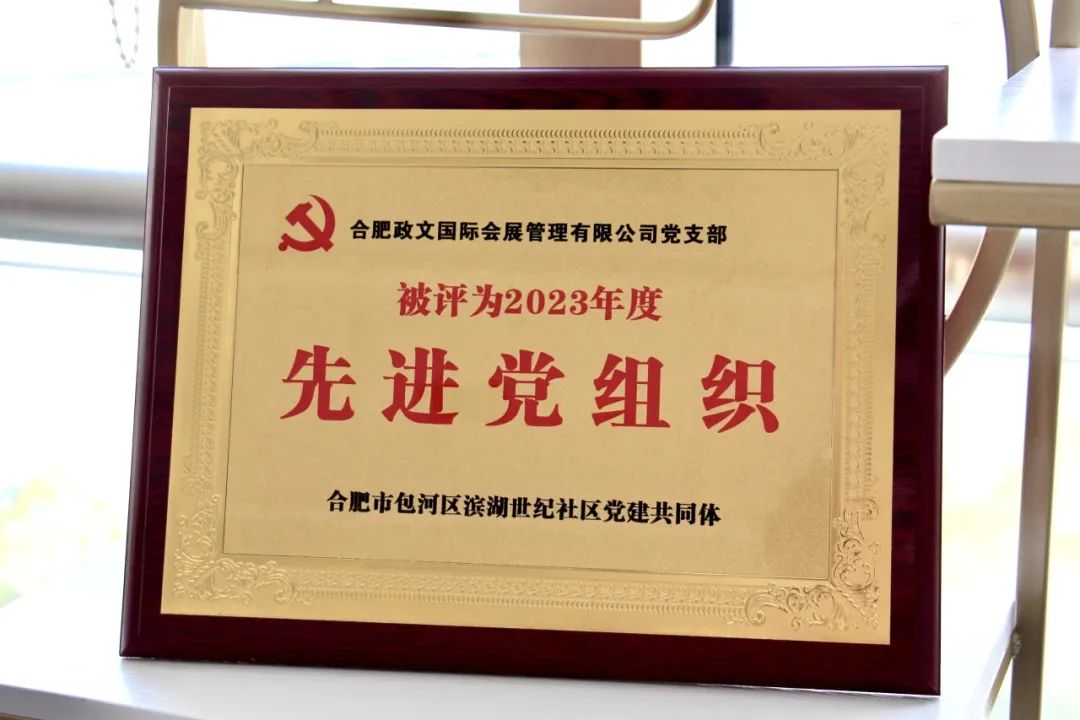 合肥政文国际会展管理有限公司党支部
被评为2023年度
先进党组织
合肥市包河区滨湖世纪社区党建共同体